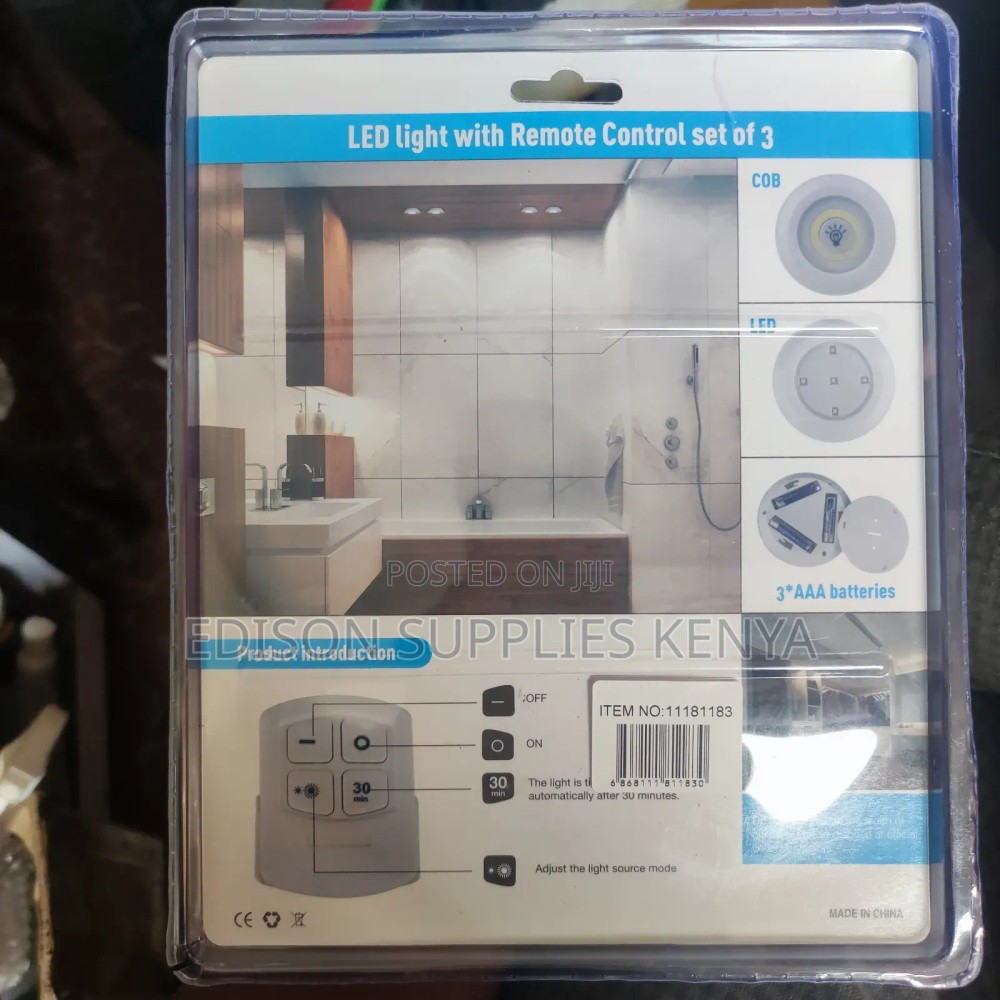 LED light with Remote Control set of 3
COB
LED
3*AAA batteries
POSTED ON JIJI
EDISON SUPPLIES KENYA
Product introduction
:OFF
ON
30 min
30 min
The light is
automatically after 30 minutes.
Adjust the light source mode
ITEM NO:11181183
6 868111 811830
CE
MADE IN CHINA